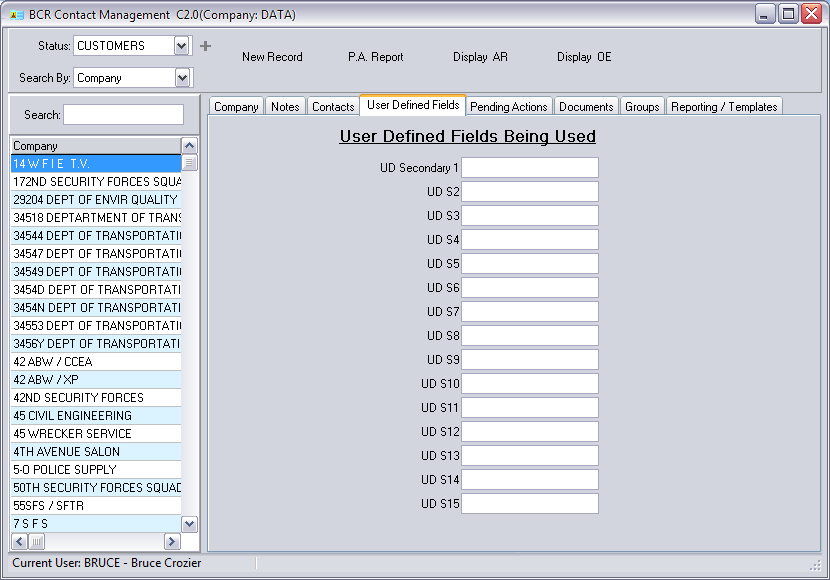 BCR Contact Management C2.0(Company: DATA)
Status: CUSTOMERS
New Record P.A. Report Display AR Display OE
Search By: Company
Search:
Company Notes Contacts User Defined Fields Pending Actions Documents Groups Reporting / Templates
User Defined Fields Being Used
Company
14 W F I E T.V.
172ND SECURITY FORCES SQUA
29204 DEPT OF ENVIR QUALITY
34518 DEPTARTMENT OF TRANS
34544 DEPT OF TRANSPORTATI
34547 DEPT OF TRANSPORTATI
34549 DEPT OF TRANSPORTATI
3454D DEPT OF TRANSPORTATI
3454N DEPT OF TRANSPORTATI
34553 DEPT OF TRANSPORTATI
3456Y DEPT OF TRANSPORTATI
42 ABW / CCEA
42 ABW / XP
42ND SECURITY FORCES
45 CIVIL ENGINEERING
45 WRECKER SERVICE
4TH AVENUE SALON
5-0 POLICE SUPPLY
50TH SECURITY FORCES SQUAD
55SFS / SFTR
7 S F S
UD Secondary 1
UD S2
UD S3
UD S4
UD S5
UD S6
UD S7
UD S8
UD S9
UD S10
UD S11
UD S12
UD S13
UD S14
UD S15
Current User: BRUCE - Bruce Crozier